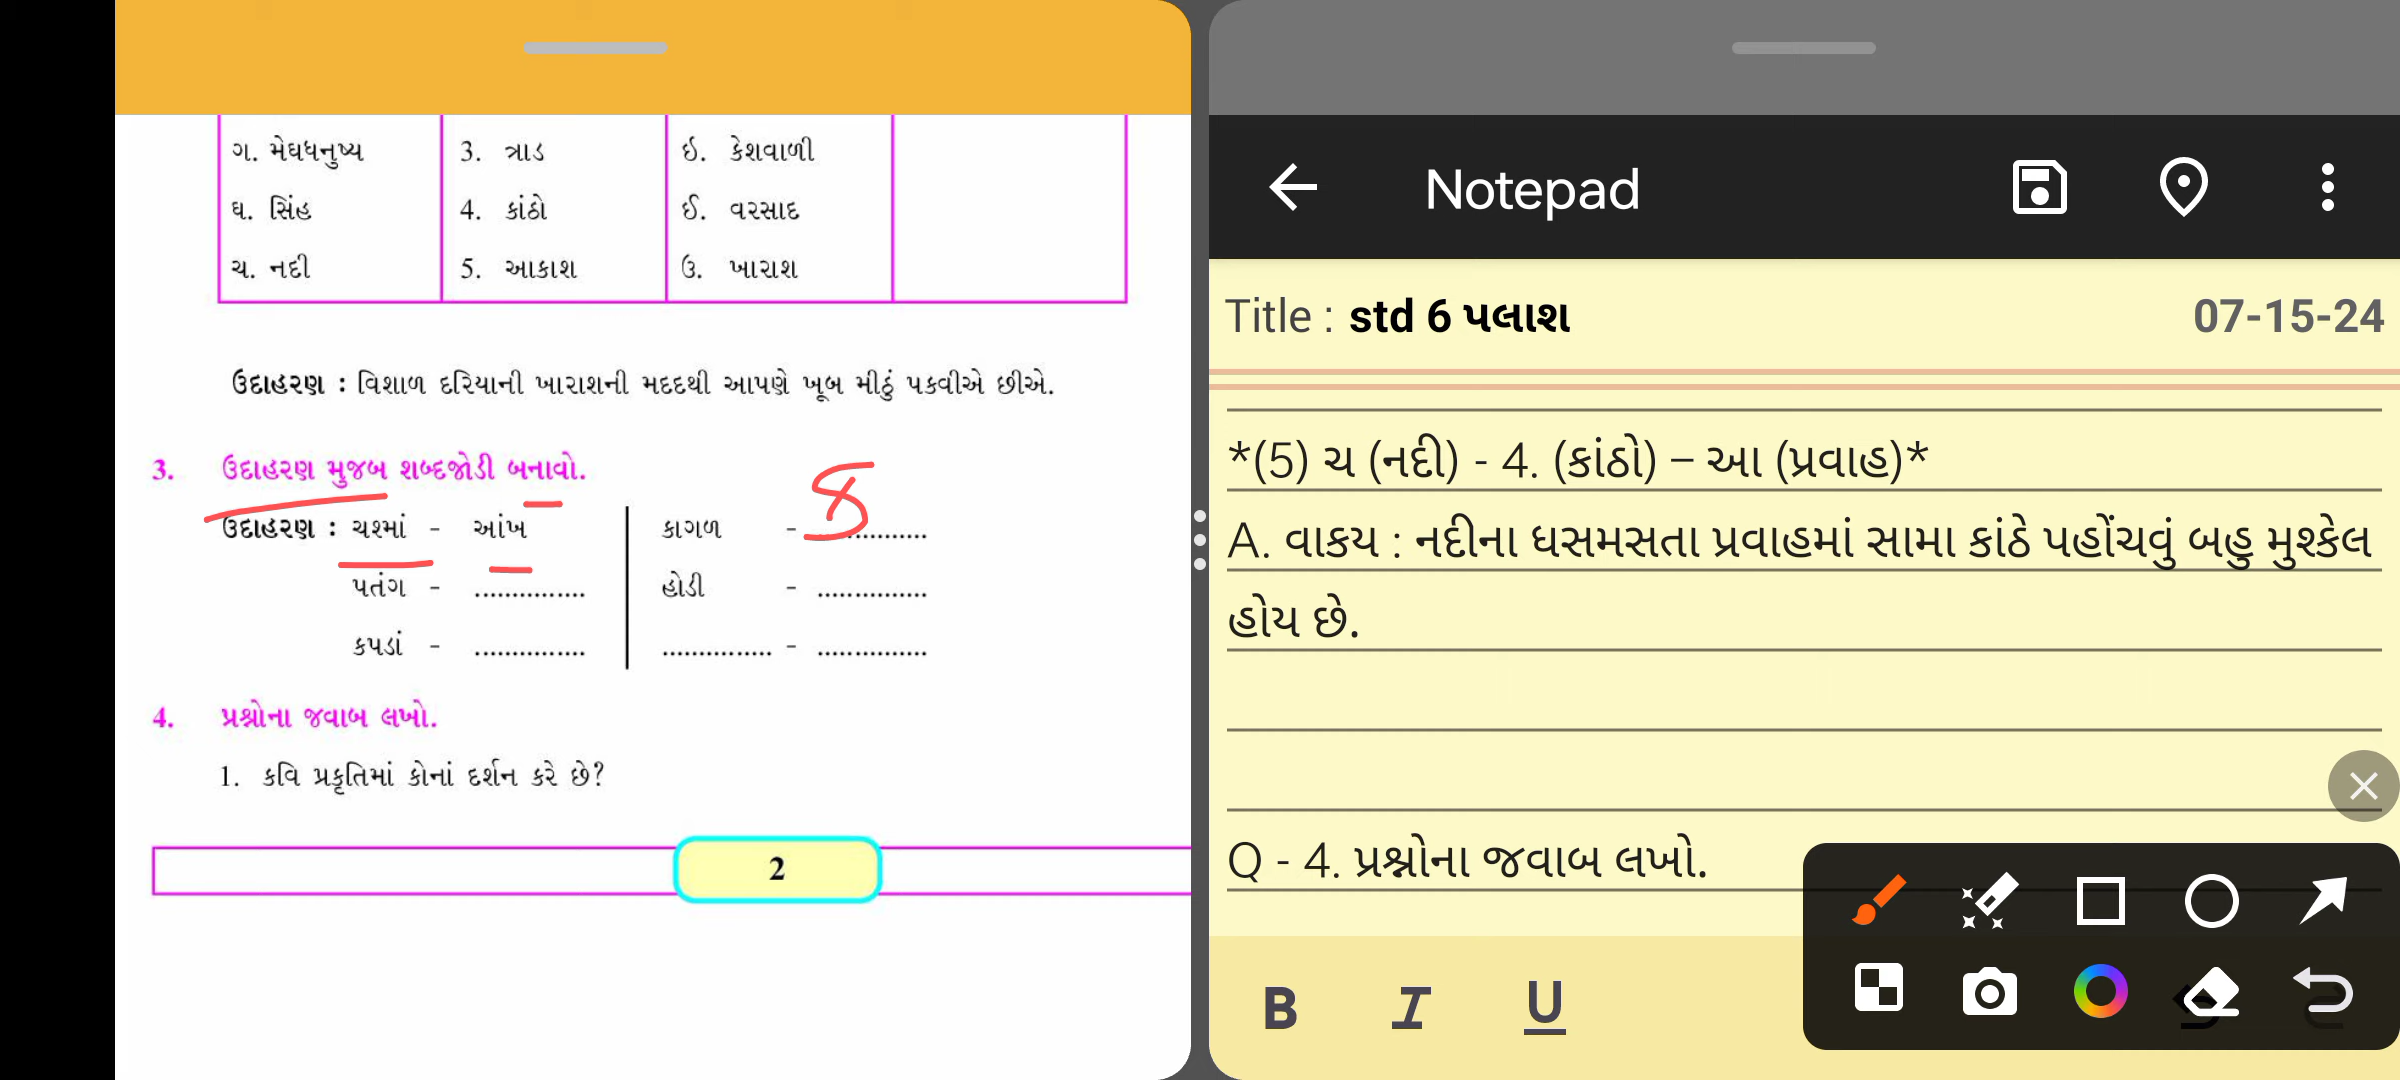 ગ. મેઘધનુષ્ય 3. ત્રાડ ઇ. કેશવાળી
ઘ. સિંહ 4. કાંઠો ઈ. વરસાદ
ચ. નદી 5. આકાશ ઉ. ખારાશ
ઉદાહરણ : વિશાળ દરિયાની ખારાશની મદદથી આપણે ખૂબ મીઠું પકવીએ છીએ.
3. ઉદાહરણ મુજબ શબ્દજોડી બનાવો.
ઉદાહરણ : ચશ્માં - આંખ કાગળ - ...............
પતંગ - ............... હોડી - ...............
કપડાં - ............... ............... - ...............
4. પ્રશ્નોના જવાબ લખો.
1. કવિ પ્રકૃતિમાં કોનાં દર્શન કરે છે?
2
Notepad
Title : std 6 પલાશ 07-15-24
*(5) ચ (નદી) - 4. (કાંઠો) – આ (પ્રવાહ)*
A. વાકય : નદીના ધસમસતા પ્રવાહમાં સામા કાંઠે પહોંચવું બહુ મુશ્કેલ
હોય છે.
Q - 4. પ્રશ્નોના જવાબ લખો.
B I U